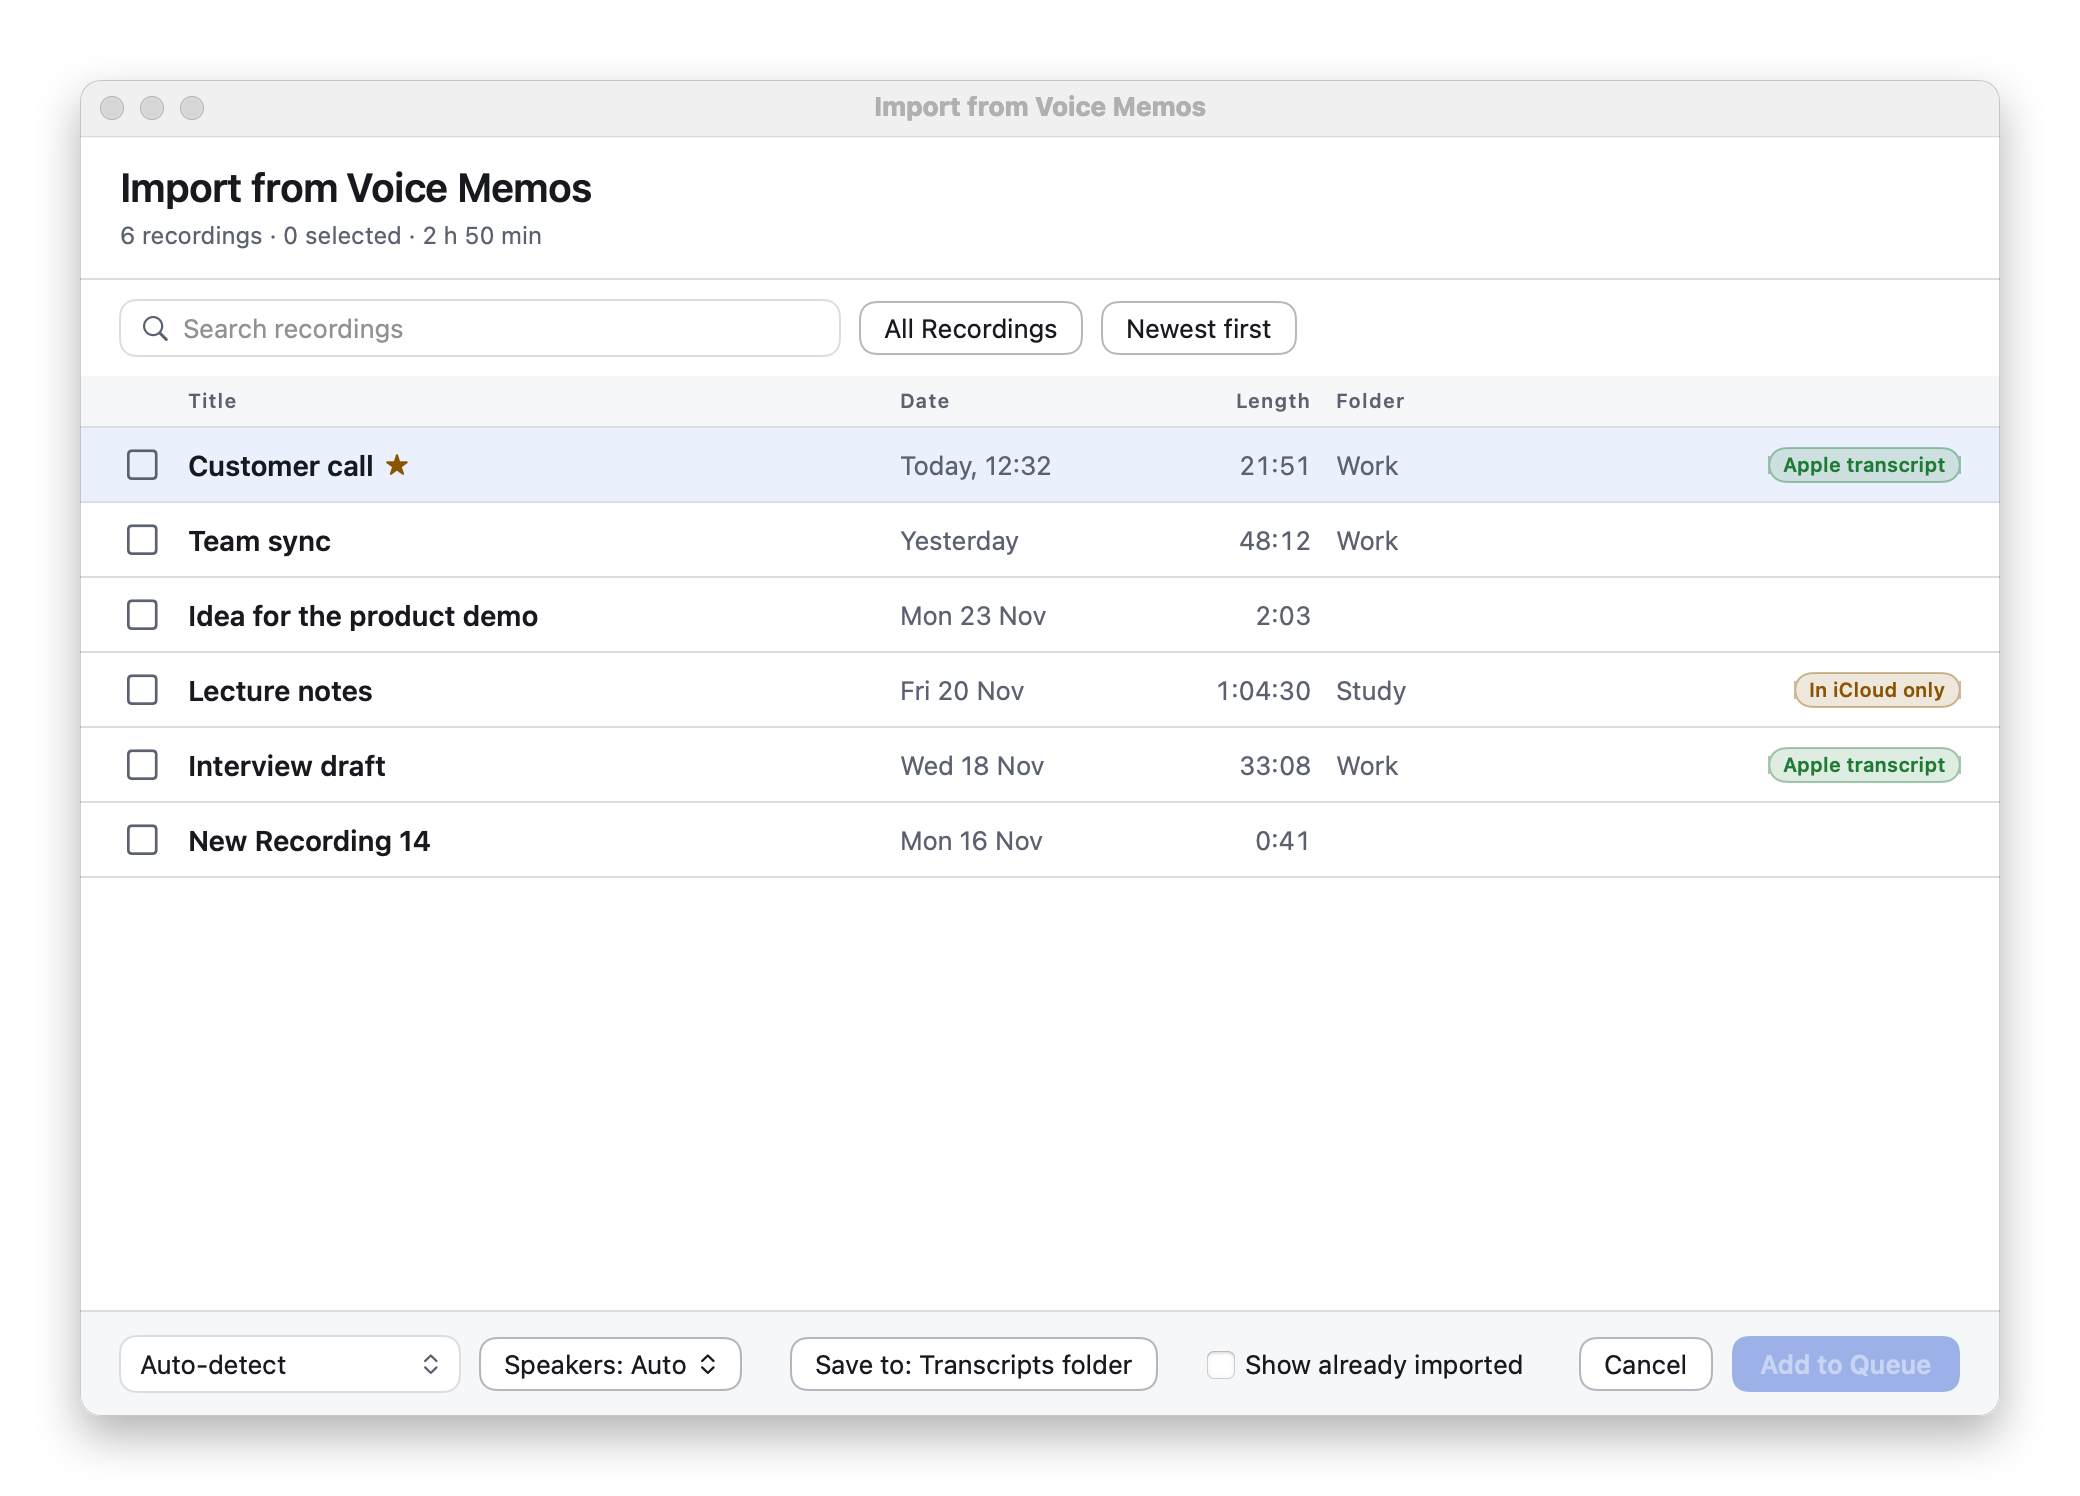 Import from Voice Memos
Import from Voice Memos
6 recordings · 0 selected · 2 h 50 min
Search recordings All Recordings Newest first
Title Date Length Folder
Customer call ★ Today, 12:32 21:51 Work Apple transcript
Team sync Yesterday 48:12 Work
Idea for the product demo Mon 23 Nov 2:03
Lecture notes Fri 20 Nov 1:04:30 Study In iCloud only
Interview draft Wed 18 Nov 33:08 Work Apple transcript
New Recording 14 Mon 16 Nov 0:41
Auto-detect Speakers: Auto Save to: Transcripts folder Show already imported Cancel Add to Queue